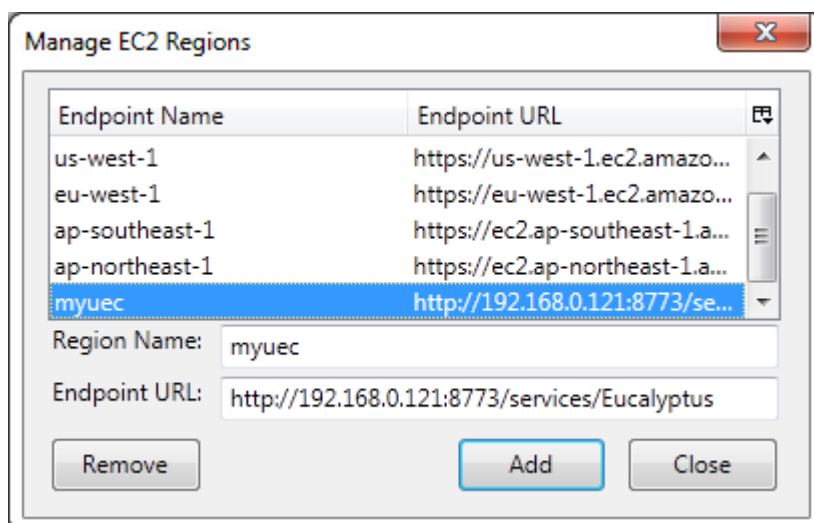 Manage EC2 Regions
Endpoint Name Endpoint URL
us-west-1 https://us-west-1.ec2.amazo...
eu-west-1 https://eu-west-1.ec2.amazo...
ap-southeast-1 https://ec2.ap-southeast-1.a...
ap-northeast-1 https://ec2.ap-northeast-1.a...
myuec http://192.168.0.121:8773/se...
Region Name: myuec
Endpoint URL: http://192.168.0.121:8773/services/Eucalyptus
Remove Add Close